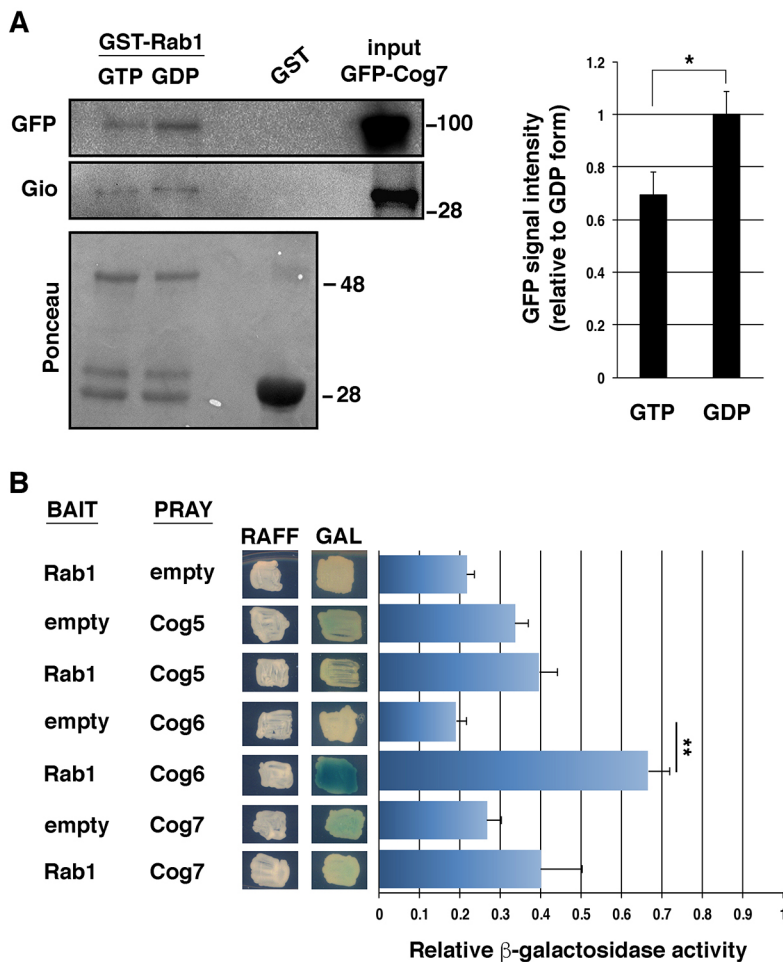 A
GST-Rab1
GTP GDP
GST
input
GFP-Cog7
GFP
-100
Gio
-28
Ponceau
-48
-28
GFP signal intensity
(relative to GDP form)
1.2
1
0.8
0.6
0.4
0.2
0
*
GTP GDP
B
BAIT PRAY
RAFF GAL
Rab1 empty
empty Cog5
Rab1 Cog5
empty Cog6
Rab1 Cog6
empty Cog7
Rab1 Cog7
**
0 0.1 0.2 0.3 0.4 0.5 0.6 0.7 0.8 0.9 1
Relative β-galactosidase activity